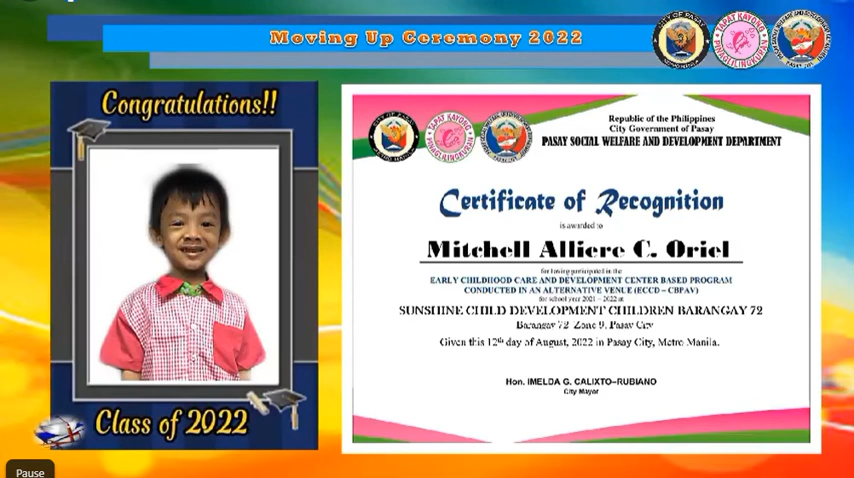 Moving Up Ceremony 2022
Congratulations!!
Class of 2022
Republic of the Philippines
City Government of Pasay
PASAY SOCIAL WELFARE AND DEVELOPMENT DEPARTMENT
Certificate of Recognition
is awarded to
Mitchell Alliere C. Oriel
for having participated in the
EARLY CHILDHOOD CARE AND DEVELOPMENT CENTER BASED PROGRAM
CONDUCTED IN AN ALTERNATIVE VENUE (ECCD – CBPAV)
for school year 2021 – 2022 at
SUNSHINE CHILD DEVELOPMENT CHILDREN BARANGAY 72
Barangay 72 Zone 9, Pasay City
Given this 12th day of August, 2022 in Pasay City, Metro Manila.
Hon. IMELDA G. CALIXTO–RUBIANO
City Mayor
Pause